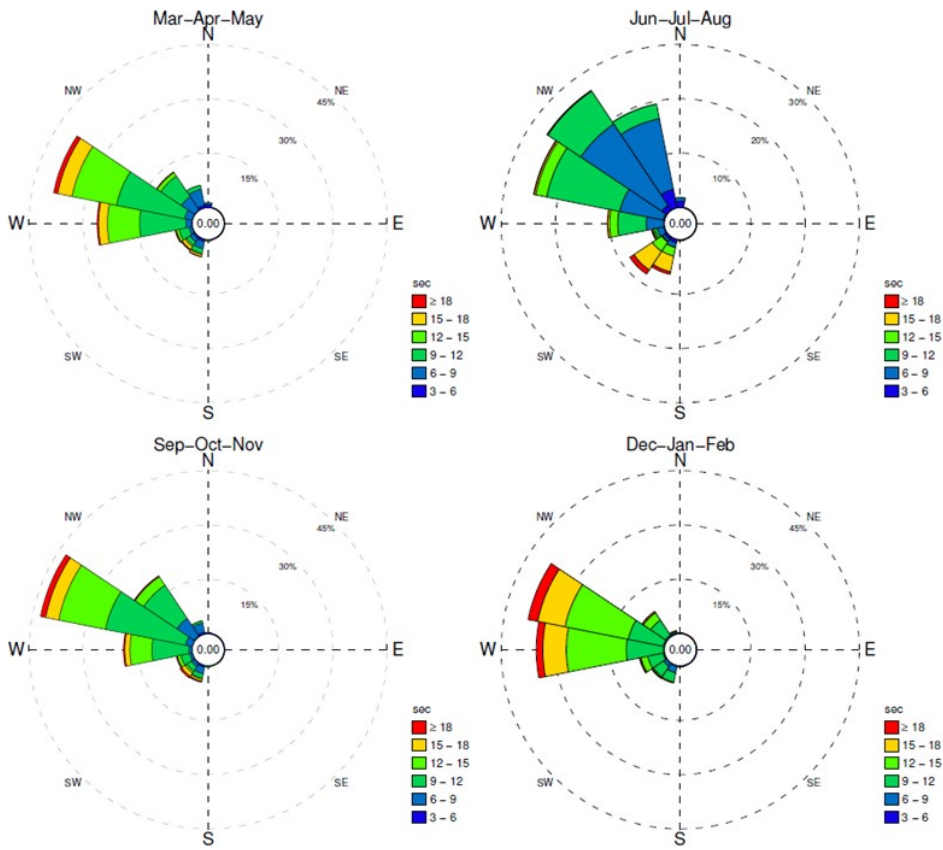 Mar-Apr-May
N
NW
NE
45%
30%
15%
W
0.00
E
SW
SE
S
sec
≥ 18
15 – 18
12 – 15
9 – 12
6 – 9
3 – 6
Jun-Jul-Aug
N
NW
NE
30%
20%
10%
W
0.00
E
SW
SE
S
sec
≥ 18
15 – 18
12 – 15
9 – 12
6 – 9
3 – 6
Sep-Oct-Nov
N
NW
NE
45%
30%
15%
W
0.00
E
SW
SE
S
sec
≥ 18
15 – 18
12 – 15
9 – 12
6 – 9
3 – 6
Dec-Jan-Feb
N
NW
NE
45%
30%
15%
W
0.00
E
SW
SE
S
sec
≥ 18
15 – 18
12 – 15
9 – 12
6 – 9
3 – 6